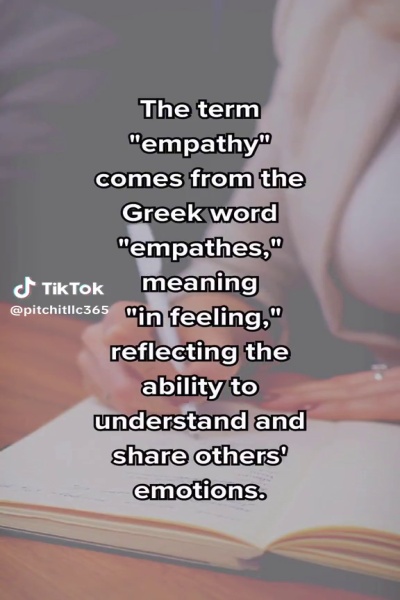 The term
"empathy"
comes from the
Greek word
"empathes,"
meaning
"in feeling,"
reflecting the
ability to
understand and
share others'
emotions.
TikTok
@pitchitllc365